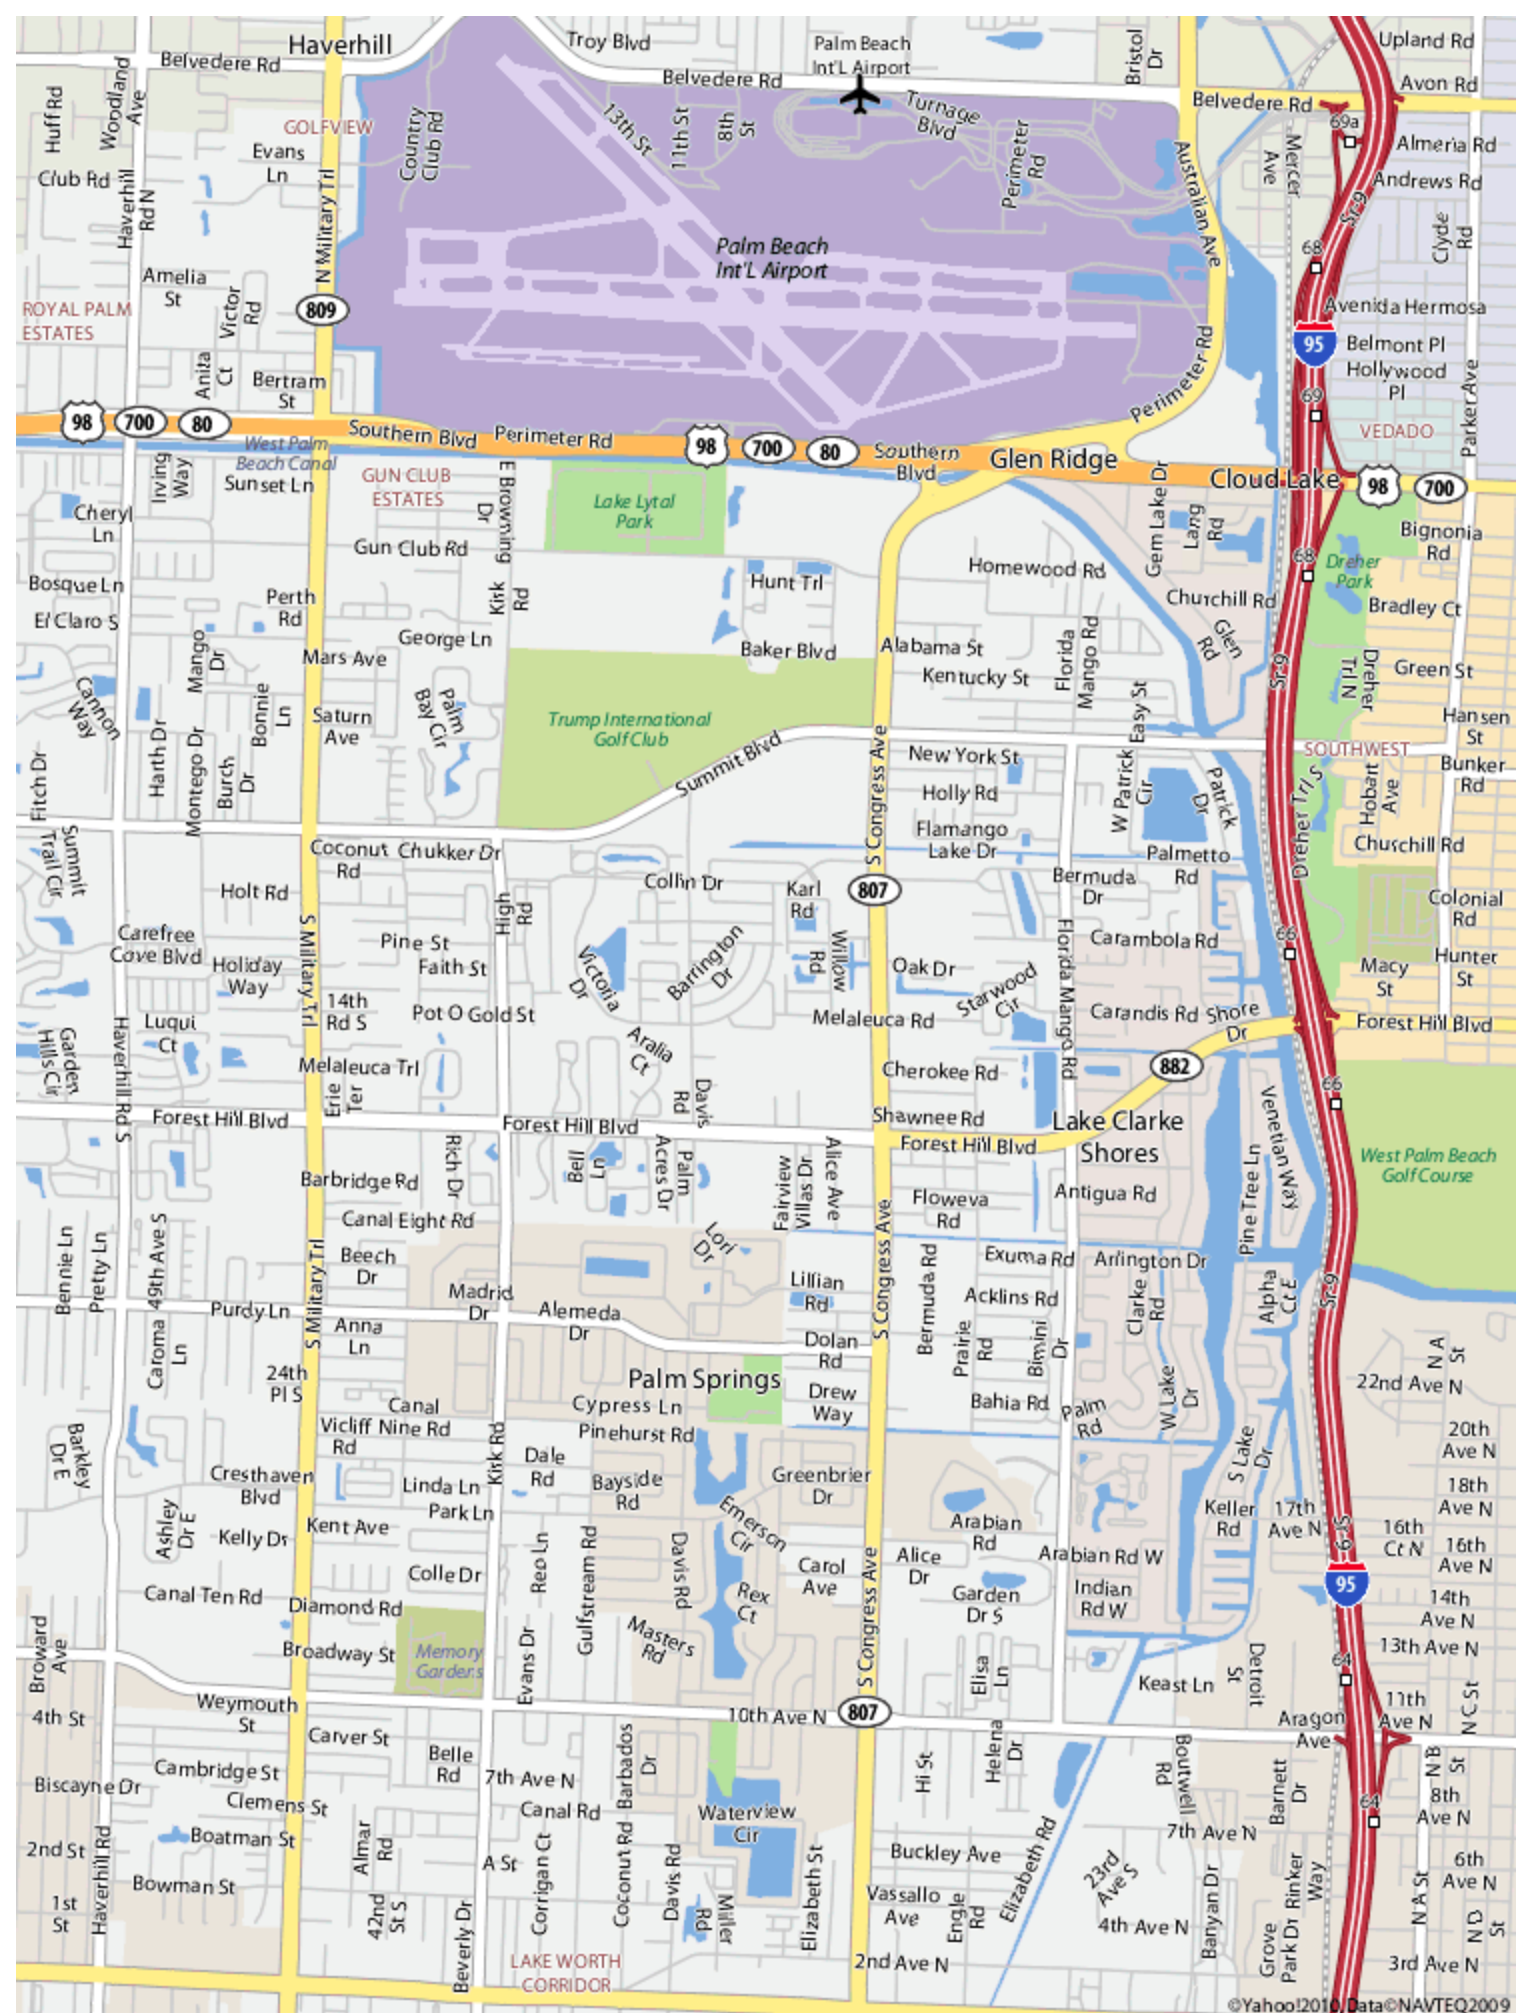 Haverhill
Troy Blvd
Palm Beach
Int'L Airport
Bristol
Dr
Upland Rd
Belvedere Rd
Belvedere Rd
Avon Rd
Belvedere Rd
Huff Rd
Woodland
Ave
GOLFVIEW
Country
Club Rd
13th St
11th St
8th
St
Turnage
Blvd
Perimeter
Rd
69a
Mercer
Ave
Almeria Rd
Evans
Ln
Club Rd
Haverhill
Rd N
N Military Trl
Australian Ave
Andrews Rd
Sr-9
Clyde
Rd
Palm Beach
Int'L Airport
68
Amelia
St
Victor
Rd
ROYAL PALM
ESTATES
809
Avenida Hermosa
95
Belmont Pl
Hollywood
Pl
Anita
Ct
Bertram
St
Perimeter Rd
69
Parker Ave
VEDADO
98
700
80
Southern Blvd
Perimeter Rd
98
700
80
Southern
Blvd
Glen Ridge
Cloud Lake
98
700
West Palm
Beach Canal
Irving
Way
Sunset Ln
GUN CLUB
ESTATES
E Browning
Dr
Lake Lytal
Park
Gem Lake Dr
Lang
Rd
Cheryl
Ln
Gun Club Rd
Bignonia
Rd
Homewood Rd
68
Dreher
Park
Bosque Ln
Perth
Rd
Kirk
Rd
Hunt Trl
Churchill Rd
Bradley Ct
El Claro S
Mango
Dr
George Ln
Baker Blvd
Alabama St
Florida
Mango Rd
Glen
Rd
Mars Ave
Kentucky St
Sr-9
Dreher
Trl N
Green St
Cannon
Way
Bonnie
Ln
Saturn
Ave
Palm
Bay Cir
Trump International
Golf Club
Easy St
Hansen
St
Harth Dr
Montego Dr
Burch
Dr
Summit Blvd
S Congress Ave
New York St
SOUTHWEST
Bunker
Rd
Fitch Dr
Holly Rd
W Patrick
Cir
Patrick
Dr
Dreher Trl S
Hobart
Ave
Summit
Trail Cir
Coconut
Rd
Chukker Dr
Flamango
Lake Dr
Palmetto
Rd
Churchill Rd
Holt Rd
High
Rd
Collin Dr
Karl
Rd
807
Bermuda
Dr
Colonial
Rd
Carefree
Cove Blvd
Holiday
Way
S Military Trl
Pine St
Faith St
Victoria
Dr
Barrington
Dr
Willow
Rd
Oak Dr
Starwood
Cir
Florida Mango Rd
Carambola Rd
66
Macy
St
Hunter
St
14th
Rd S
Pot O Gold St
Melaleuca Rd
Carandis Rd
Shore
Dr
Forest Hill Blvd
Garden
Hills Cir
Luqui
Ct
Haverhill Rd S
Aralia
Ct
Melaleuca Trl
Erie
Ter
Davis
Rd
Cherokee Rd
882
66
Forest Hill Blvd
Forest Hill Blvd
Shawnee Rd
Forest Hill Blvd
Lake Clarke
Shores
Venetian Way
Rich Dr
Bell
Ln
Palm
Acres Dr
Fairview
Villas Dr
Alice Ave
Pine Tree Ln
West Palm Beach
Golf Course
Barbridge Rd
Floweva
Rd
Antigua Rd
Canal Eight Rd
Bennie Ln
Pretty Ln
49th Ave S
S Military Trl
Beech
Dr
Lori
Dr
S Congress Ave
Bermuda Rd
Exuma Rd
Arlington Dr
Madrid
Dr
Lillian
Rd
Acklins Rd
Clarke
Rd
Alpha
Ct E
Sr-9
Purdy Ln
Alemeda
Dr
Anna
Ln
Dolan
Rd
Prairie
Rd
Bimini
Dr
Caroma
Ln
24th
Pl S
Palm Springs
N A
St
22nd Ave N
Canal
Nine Rd
Cypress Ln
Drew
Way
Bahia Rd
Palm
Rd
W Lake
Dr
Vicliff
Rd
Pinehurst Rd
20th
Ave N
Barkley
Dr E
Kirk Rd
Dale
Rd
S Lake
Dr
Cresthaven
Blvd
Linda Ln
Bayside
Rd
Greenbrier
Dr
18th
Ave N
Park Ln
Emerson
Cir
Keller
Rd
17th
Ave N
Ashley
Dr E
Kelly Dr
Kent Ave
Arabian
Rd
Sr-9
16th
Ct N
16th
Ave N
Reo Ln
Gulfstream Rd
Davis Rd
Carol
Ave
Alice
Dr
Arabian Rd W
Colle Dr
95
Canal Ten Rd
Diamond Rd
Rex
Ct
Garden
Dr S
Indian
Rd W
14th
Ave N
Broadway St
Memory
Gardens
Masters
Rd
13th Ave N
Broward
Ave
Evans Dr
S Congress Ave
Elisa
Ln
Keast Ln
Detroit
St
64
Weymouth
St
10th Ave N
807
Aragon
Ave
11th
Ave N
N C St
4th St
Carver St
Helena
Dr
Belle
Rd
Barbados
Dr
Hi St
Boutwell
Rd
Barnett
Dr
N B
St
Cambridge St
7th Ave N
Biscayne Dr
Clemens St
Canal Rd
Waterview
Cir
64
8th
Ave N
Boatman St
Almar
Rd
7th Ave N
2nd St
Haverhill Rd
A St
Corrigan Ct
Coconut Rd
Davis Rd
Elizabeth St
Buckley Ave
Elizabeth Rd
23rd
Ave S
Rinker
Way
6th
Ave N
Bowman St
Vassallo
Ave
Engle
Rd
Banyan Dr
N A St
1st
St
42nd
St S
Beverly Dr
Miller
Rd
4th Ave N
Grove
Park Dr
N D
St
LAKE WORTH
CORRIDOR
2nd Ave N
3rd Ave N
©Yahoo!2010, Data©NAVTEQ2009